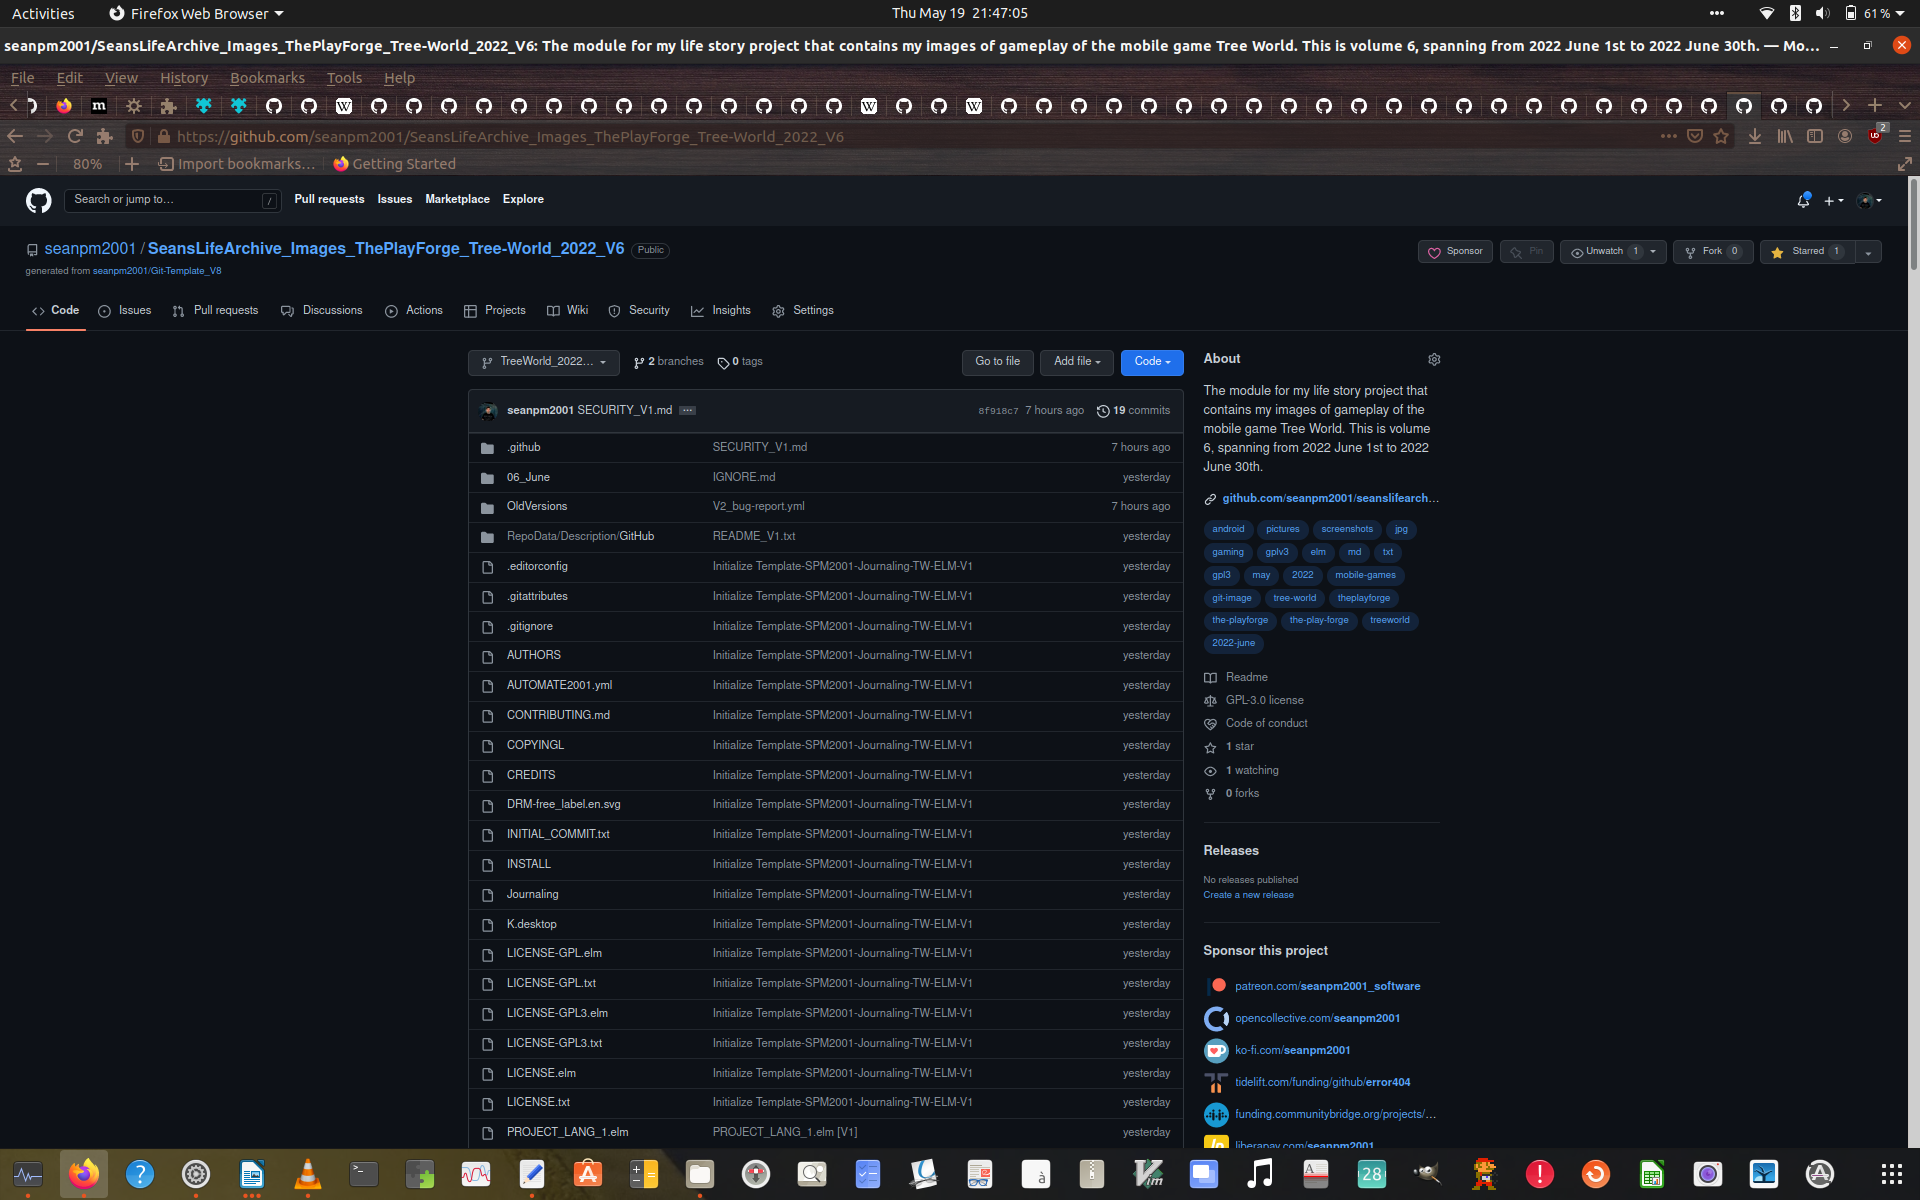 Activities Firefox Web Browser Thu May 19 21:47:05 61 %
seanpm2001/SeansLifeArchive_Images_ThePlayForge_Tree-World_2022_V6: The module for my life story project that contains my images of gameplay of the mobile game Tree World. This is volume 6, spanning from 2022 June 1st to 2022 June 30th. — Mo...
File Edit View History Bookmarks Tools Help
https://github.com/seanpm2001/SeansLifeArchive_Images_ThePlayForge_Tree-World_2022_V6 2
80% Import bookmarks... Getting Started
Search or jump to... / Pull requests Issues Marketplace Explore
seanpm2001 / SeansLifeArchive_Images_ThePlayForge_Tree-World_2022_V6 Public Sponsor Pin Unwatch 1 Fork 0 Starred 1
generated from seanpm2001/Git-Template_V8
Code Issues Pull requests Discussions Actions Projects Wiki Security Insights Settings
TreeWorld_2022... 2 branches 0 tags Go to file Add file Code
seanpm2001 SECURITY_V1.md ... 8f918c7 7 hours ago 19 commits
.github SECURITY_V1.md 7 hours ago
06_June IGNORE.md yesterday
OldVersions V2_bug-report.yml 7 hours ago
RepoData/Description/GitHub README_V1.txt yesterday
.editorconfig Initialize Template-SPM2001-Journaling-TW-ELM-V1 yesterday
.gitattributes Initialize Template-SPM2001-Journaling-TW-ELM-V1 yesterday
.gitignore Initialize Template-SPM2001-Journaling-TW-ELM-V1 yesterday
AUTHORS Initialize Template-SPM2001-Journaling-TW-ELM-V1 yesterday
AUTOMATE2001.yml Initialize Template-SPM2001-Journaling-TW-ELM-V1 yesterday
CONTRIBUTING.md Initialize Template-SPM2001-Journaling-TW-ELM-V1 yesterday
COPYINGL Initialize Template-SPM2001-Journaling-TW-ELM-V1 yesterday
CREDITS Initialize Template-SPM2001-Journaling-TW-ELM-V1 yesterday
DRM-free_label.en.svg Initialize Template-SPM2001-Journaling-TW-ELM-V1 yesterday
INITIAL_COMMIT.txt Initialize Template-SPM2001-Journaling-TW-ELM-V1 yesterday
INSTALL Initialize Template-SPM2001-Journaling-TW-ELM-V1 yesterday
Journaling Initialize Template-SPM2001-Journaling-TW-ELM-V1 yesterday
K.desktop Initialize Template-SPM2001-Journaling-TW-ELM-V1 yesterday
LICENSE-GPL.elm Initialize Template-SPM2001-Journaling-TW-ELM-V1 yesterday
LICENSE-GPL.txt Initialize Template-SPM2001-Journaling-TW-ELM-V1 yesterday
LICENSE-GPL3.elm Initialize Template-SPM2001-Journaling-TW-ELM-V1 yesterday
LICENSE-GPL3.txt Initialize Template-SPM2001-Journaling-TW-ELM-V1 yesterday
LICENSE.elm Initialize Template-SPM2001-Journaling-TW-ELM-V1 yesterday
LICENSE.txt Initialize Template-SPM2001-Journaling-TW-ELM-V1 yesterday
PROJECT_LANG_1.elm PROJECT_LANG_1.elm [V1] yesterday
About
The module for my life story project that
contains my images of gameplay of the
mobile game Tree World. This is volume
6, spanning from 2022 June 1st to 2022
June 30th.
github.com/seanpm2001/seanslifearch...
android pictures screenshots jpg
gaming gplv3 elm md txt
gpl3 may 2022 mobile-games
git-image tree-world theplayforge
the-playforge the-play-forge treeworld
2022-june
Readme
GPL-3.0 license
Code of conduct
1 star
1 watching
0 forks
Releases
No releases published
Create a new release
Sponsor this project
patreon.com/seanpm2001_software
opencollective.com/seanpm2001
ko-fi.com/seanpm2001
tidelift.com/funding/github/error404
funding.communitybridge.org/projects/...
liberapay.com/seanpm2001
28